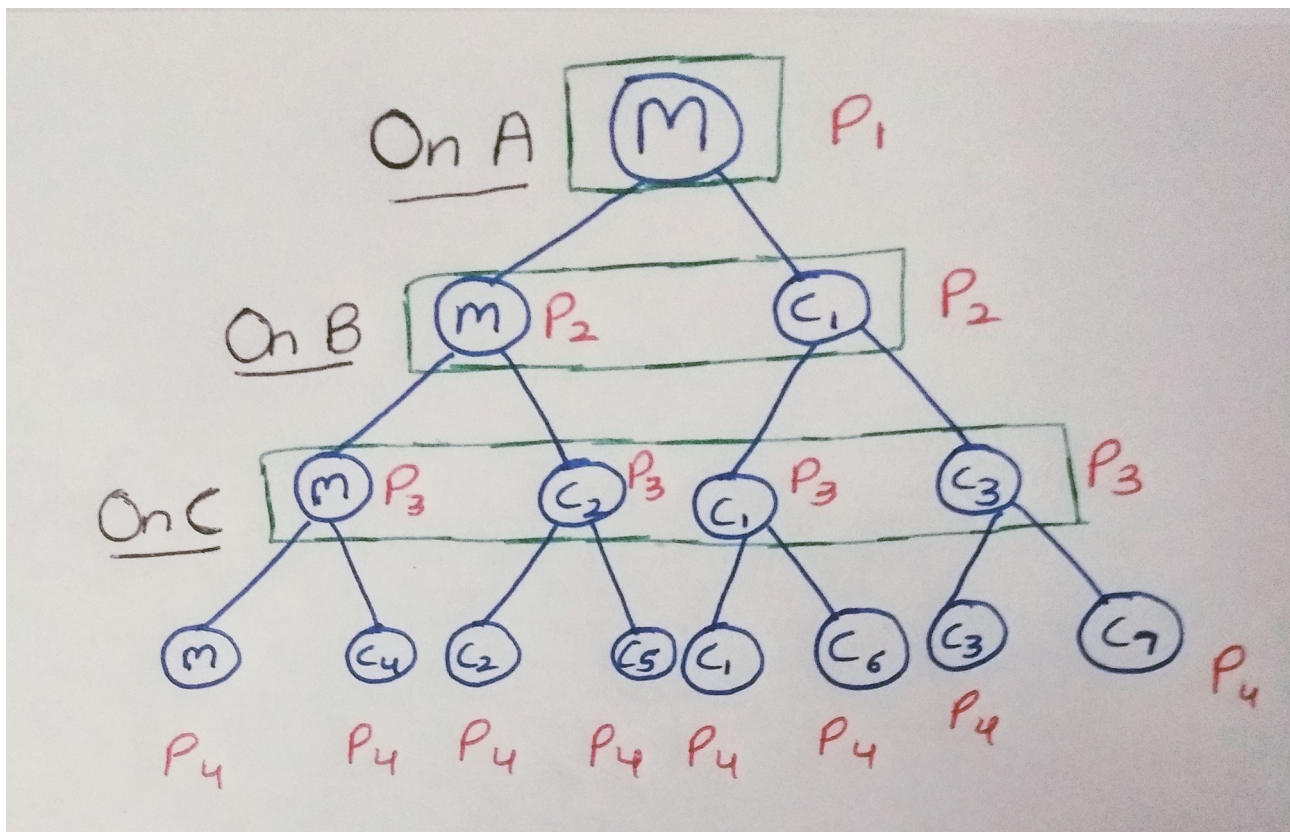 On A M P1
On B M P2 C1 P2
On C M P3 C2 P3 C1 P3 C3 P3
M C4 C2 C5 C1 C6 C3 C7
P4 P4 P4 P4 P4 P4 P4 P4